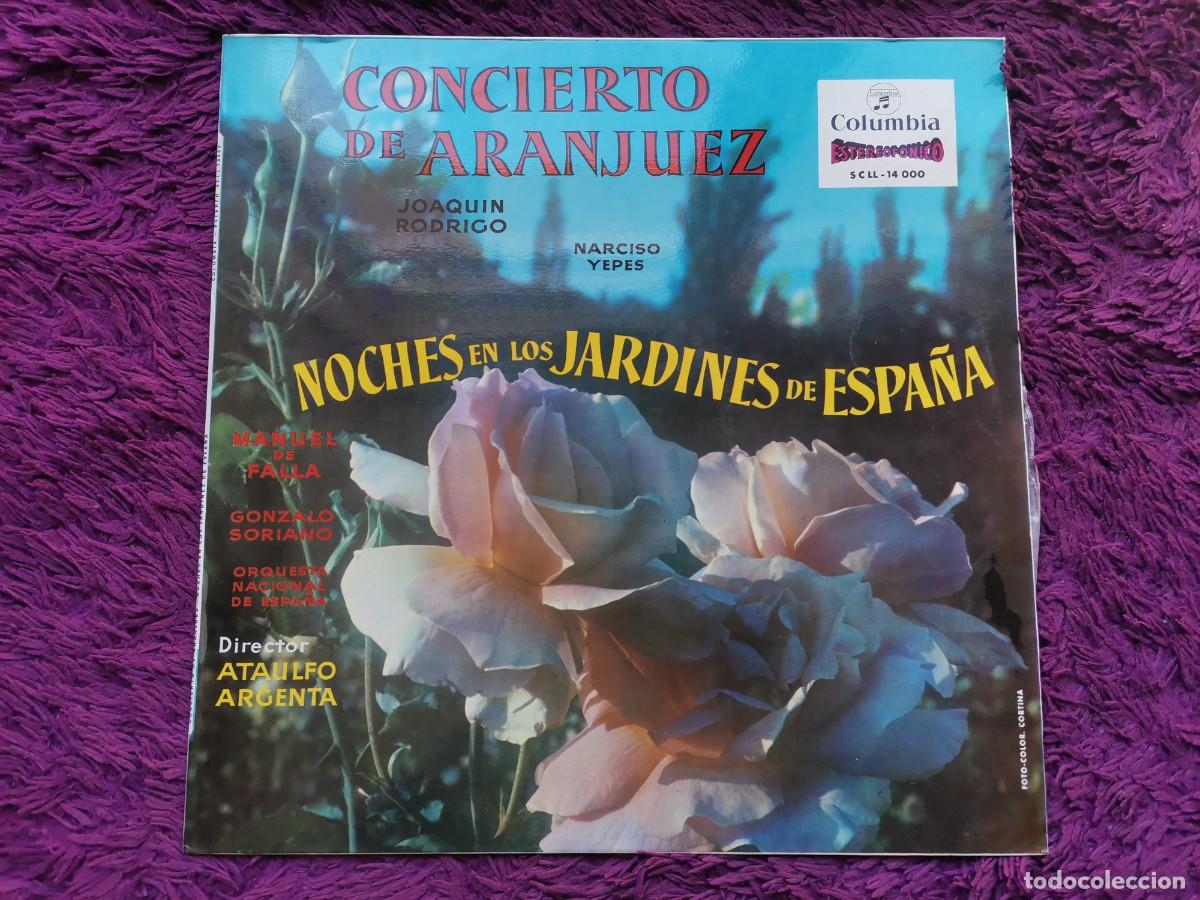 CONCIERTO
DE ARANJUEZ
JOAQUIN
RODRIGO
NARCISO
YEPES
Columbia
ESTEREOFONICO
SCLL-14 000
NOCHES EN LOS JARDINES DE ESPAÑA
MANUEL
DE
FALLA
GONZALO
SORIANO
ORQUESTA
NACIONAL
DE ESPAÑA
Director
ATAULFO
ARGENTA
FOTO-COLOR. CORTINA
todocoleccion